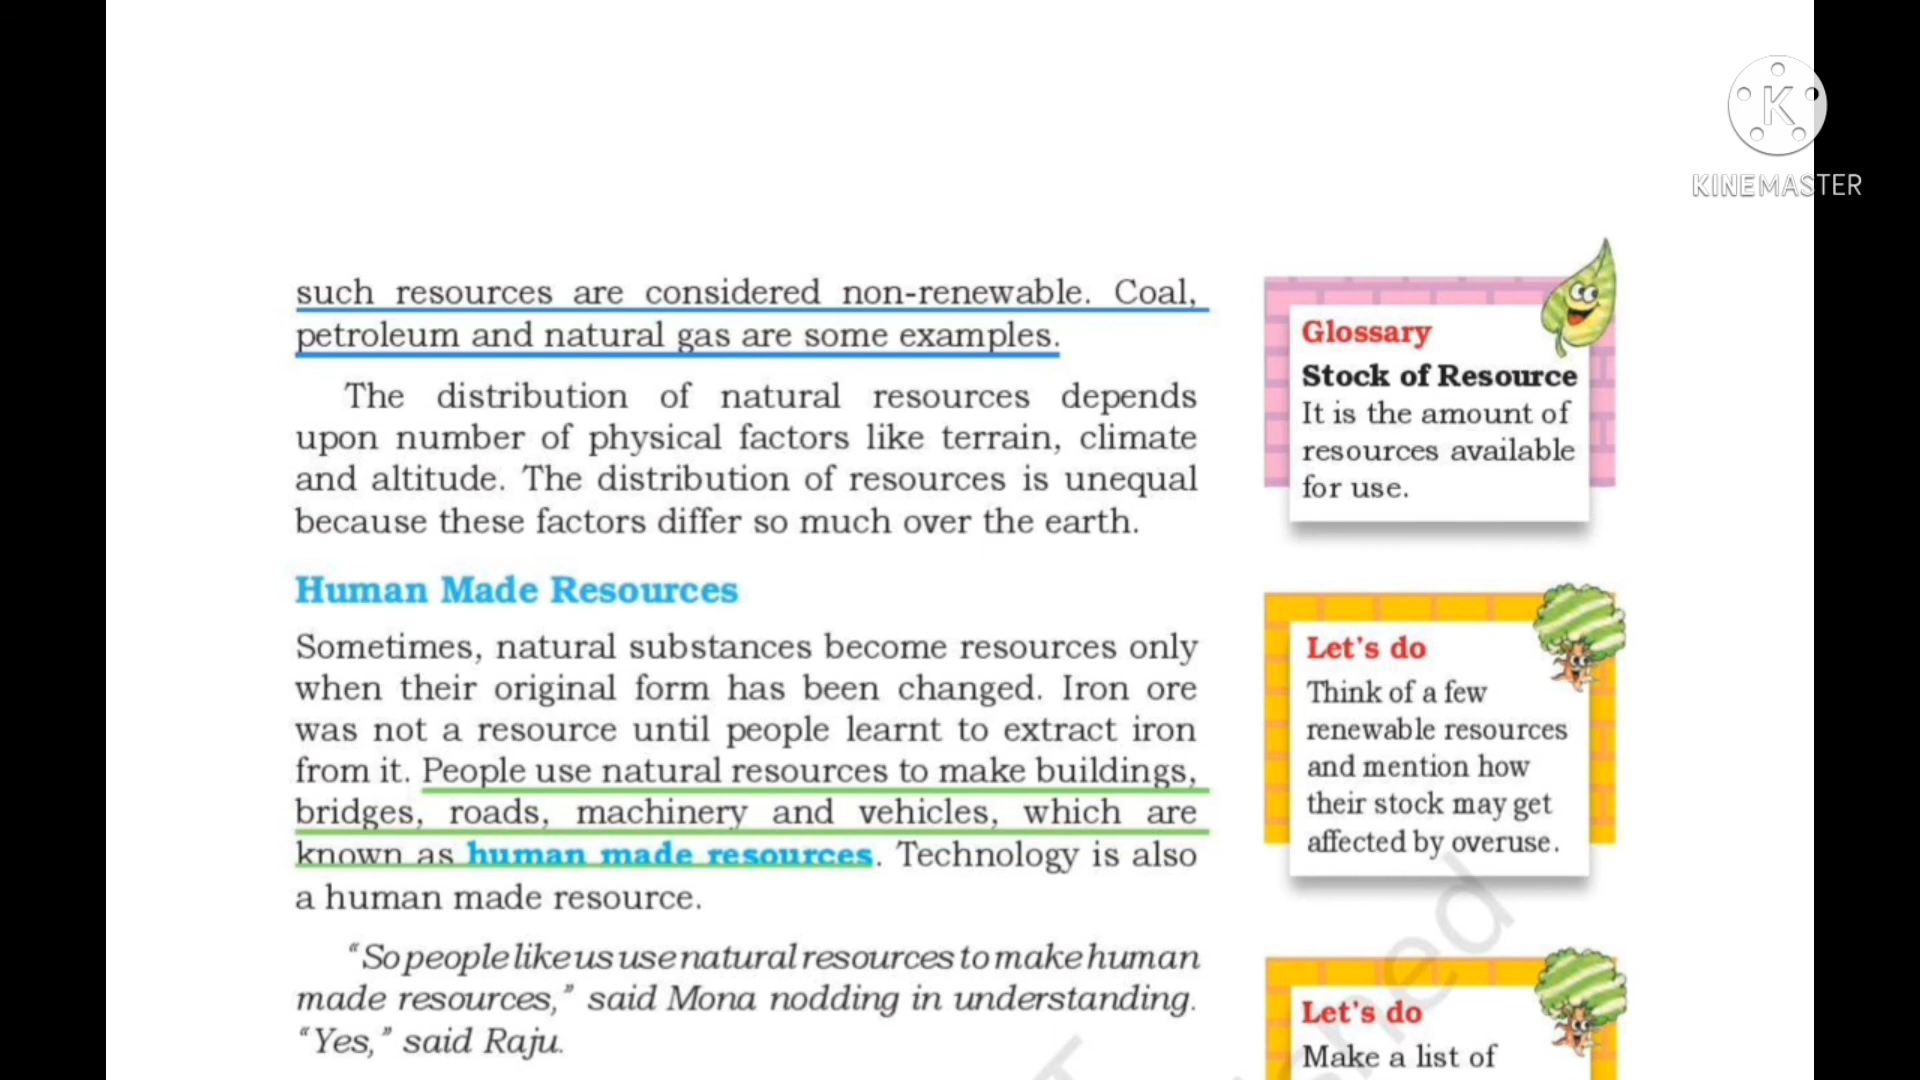 KINEMASTER
such resources are considered non-renewable. Coal,
petroleum and natural gas are some examples.
The distribution of natural resources depends
upon number of physical factors like terrain, climate
and altitude. The distribution of resources is unequal
because these factors differ so much over the earth.
Human Made Resources
Sometimes, natural substances become resources only
when their original form has been changed. Iron ore
was not a resource until people learnt to extract iron
from it. People use natural resources to make buildings,
bridges, roads, machinery and vehicles, which are
known as human made resources. Technology is also
a human made resource.
“So people like us use natural resources to make human
made resources,” said Mona nodding in understanding.
“Yes,” said Raju.
Glossary
Stock of Resource
It is the amount of
resources available
for use.
Let’s do
Think of a few
renewable resources
and mention how
their stock may get
affected by overuse.
Let’s do
Make a list of